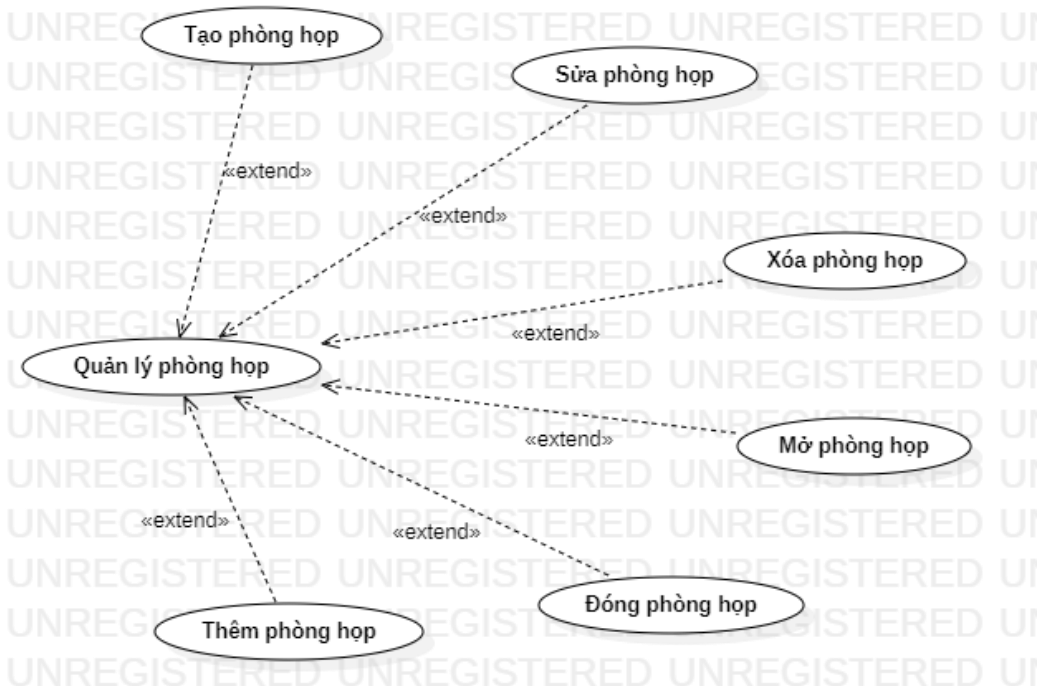 Tạo phòng họp
Sửa phòng họp
«extend»
«extend»
Xóa phòng họp
«extend»
Quản lý phòng họp
«extend»
Mở phòng họp
«extend»
«extend»
Đóng phòng họp
Thêm phòng họp
UNREGISTERED